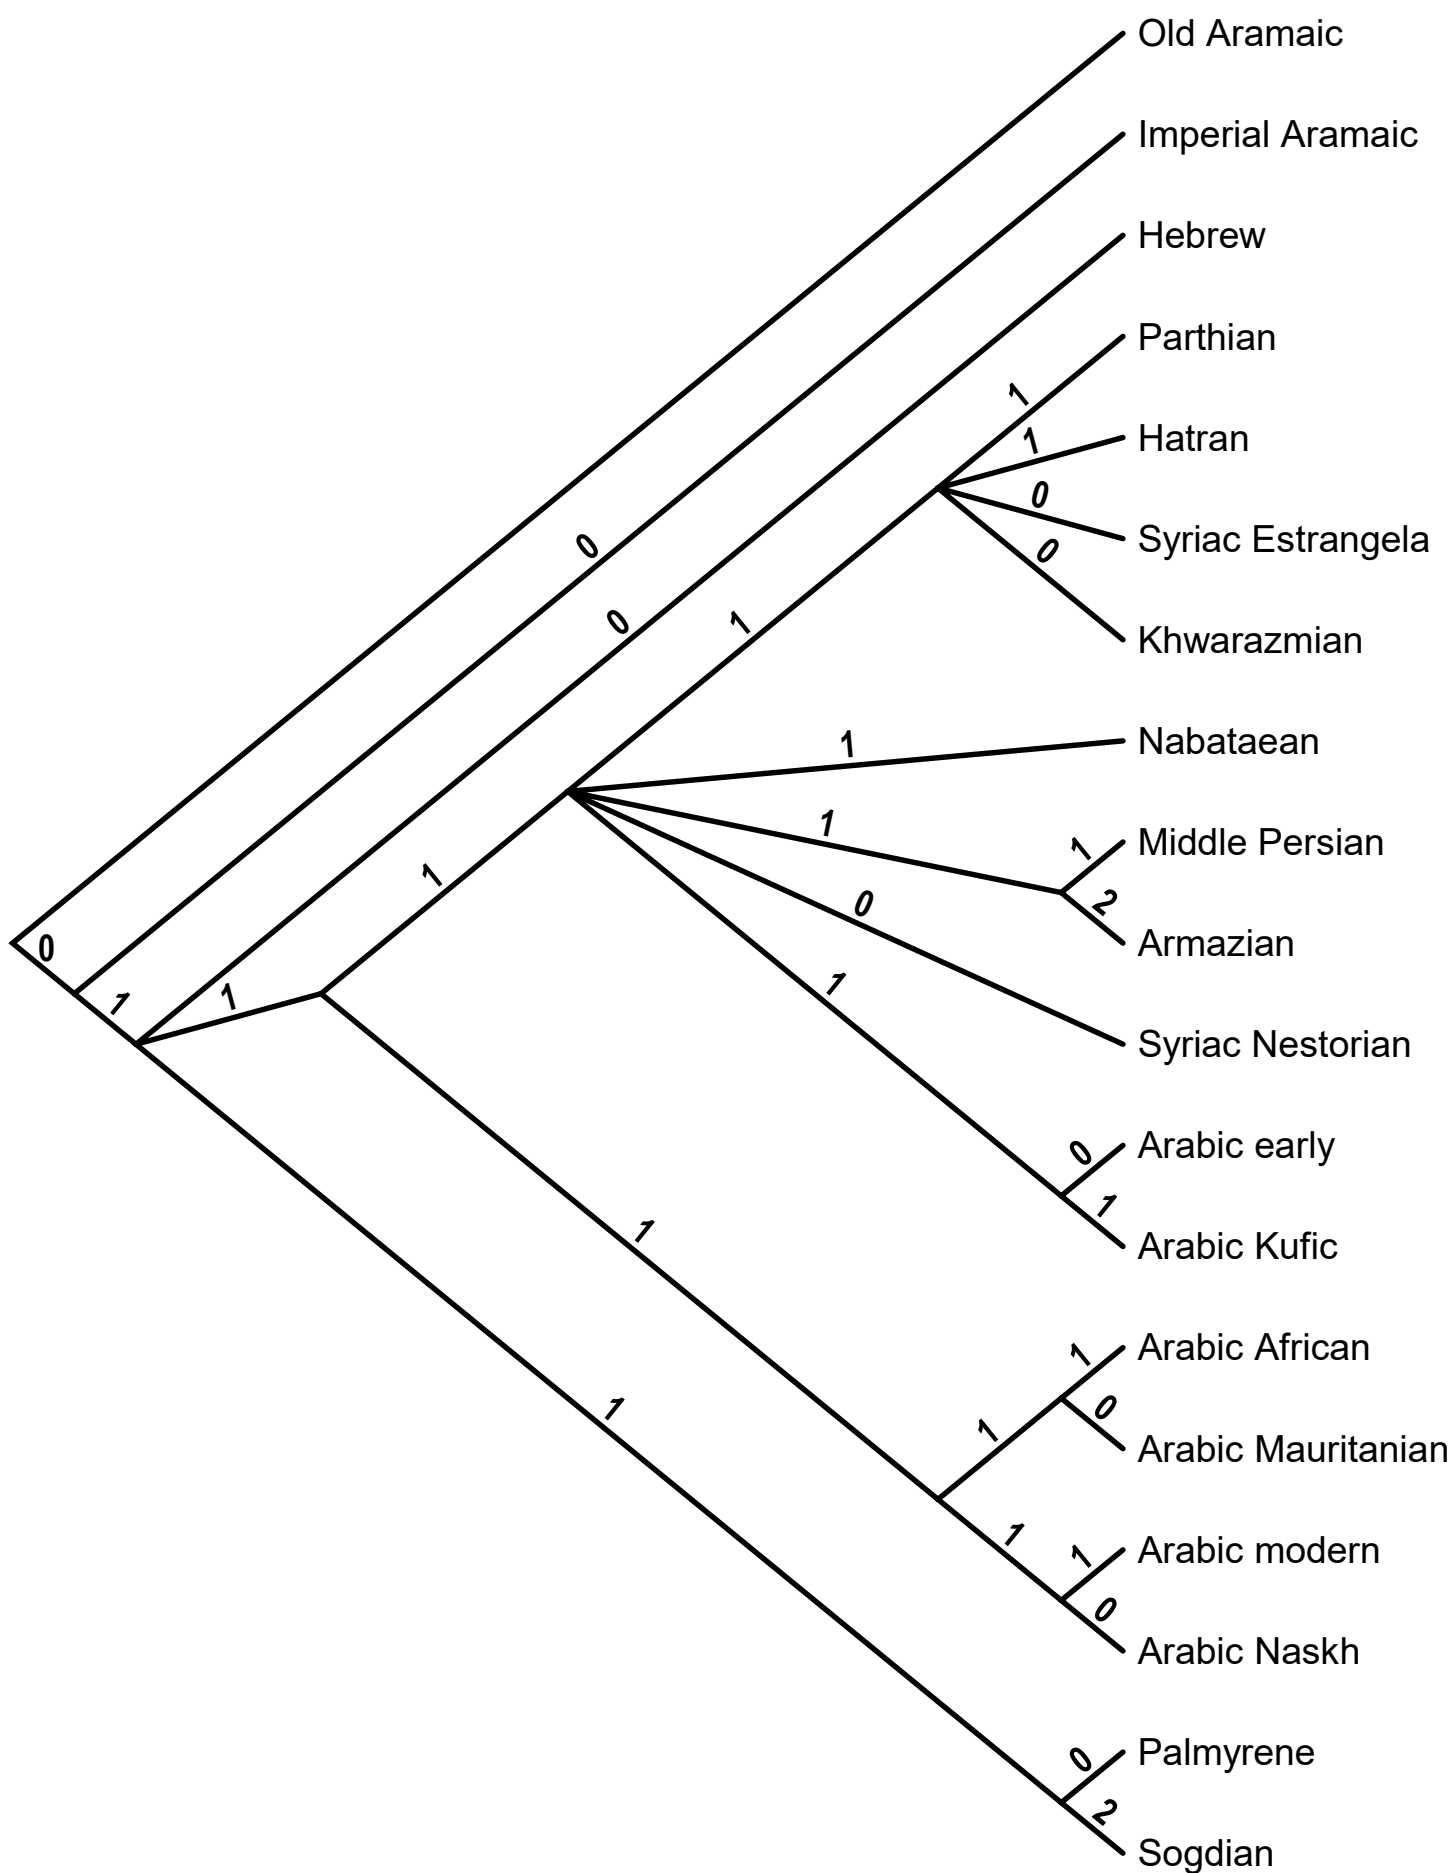 Old Aramaic
Imperial Aramaic
Hebrew
Parthian
1
Hatran
1
0
Syriac Estrangela
0
0
0
1
Khwarazmian
1
Nabataean
1
1
Middle Persian
1
2
0
Armazian
0
1
1
1
Syriac Nestorian
0
Arabic early
1
1
Arabic Kufic
1
Arabic African
0
1
1
Arabic Mauritanian
1
1
Arabic modern
0
Arabic Naskh
0
Palmyrene
2
Sogdian